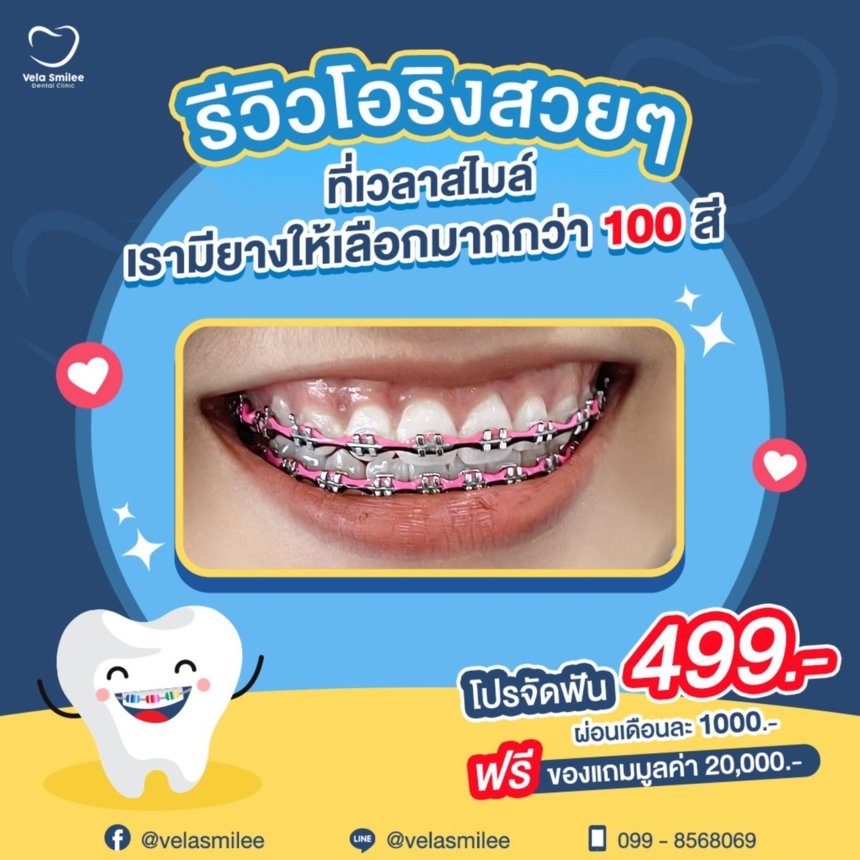 Vela Smilee
Dental Clinic
รีวิวโอริงสวยๆ
ที่เวลาสไมล์
เรามียางให้เลือกมากกว่า 100 สี
โปรจัดฟัน 499.-
ผ่อนเดือนละ 1000.-
ฟรี ของแถมมูลค่า 20,000.-
@velasmilee
LINE @velasmilee
099 - 8568069